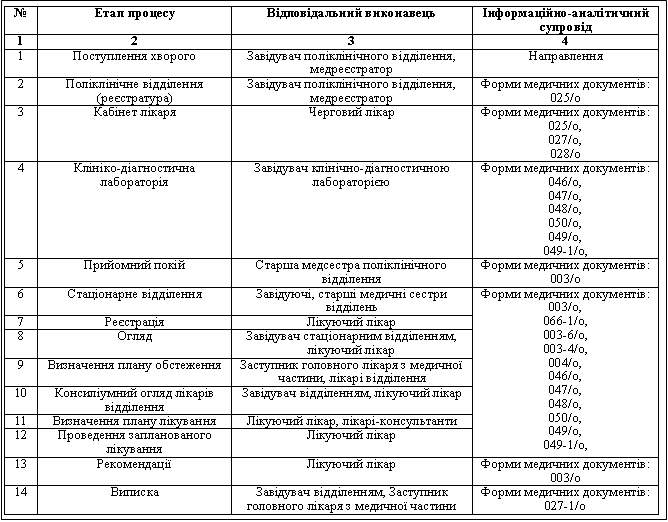 № Етап процесу Відповідальний виконавець Інформаційно-аналітичний
супровід
1 2 3 4
1 Поступлення хворого Завідувач поліклінічного відділення,
медреєстратор Направлення
2 Поліклінічне відділення
(реєстратура) Завідувач поліклінічного відділення,
медреєстратор Форми медичних документів:
025/о
3 Кабінет лікаря Черговий лікар Форми медичних документів:
025/о,
027/о,
028/о
4 Клініко-діагностична
лабораторія Завідувач клінічно-діагностичною
лабораторією Форми медичних документів:
046/о,
047/о,
048/о,
050/о,
049/о,
049-1/о,
5 Прийомний покій Старша медсестра поліклінічного
відділення Форми медичних документів:
003/о
6 Стаціонарне відділення Завідуючі, старші медичні сестри
відділень Форми медичних документів:
003/о,
066-1/о,
003-6/о,
003-4/о,
004/о,
046/о,
047/о,
048/о,
050/о,
049/о,
049-1/о,
7 Реєстрація Лікуючий лікар
8 Огляд Завідувач стаціонарним відділенням,
лікуючий лікар
9 Визначення плану обстеження Заступник головного лікаря з медичної
частини, лікарі відділення
10 Консиліумний огляд лікарів
відділення Завідувач відділенням, лікуючий лікар
11 Визначення плану лікування Лікуючий лікар, лікарі-консультанти
12 Проведення запланованого
лікування Лікуючий лікар
13 Рекомендації Лікуючий лікар Форми медичних документів:
003/о
14 Виписка Завідувач відділенням, Заступник
головного лікаря з медичної частини Форми медичних документів:
027-1/о